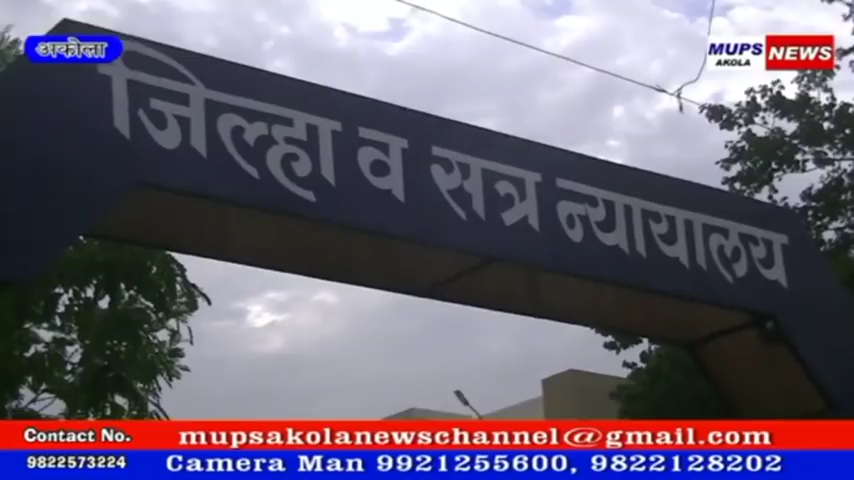 अकोला
MUPS NEWS
AKOLA
जिल्हा व सत्र न्यायालय
Contact No. mupsakolanewschannel@gmail.com
9822573224 Camera Man 9921255600, 9822128202